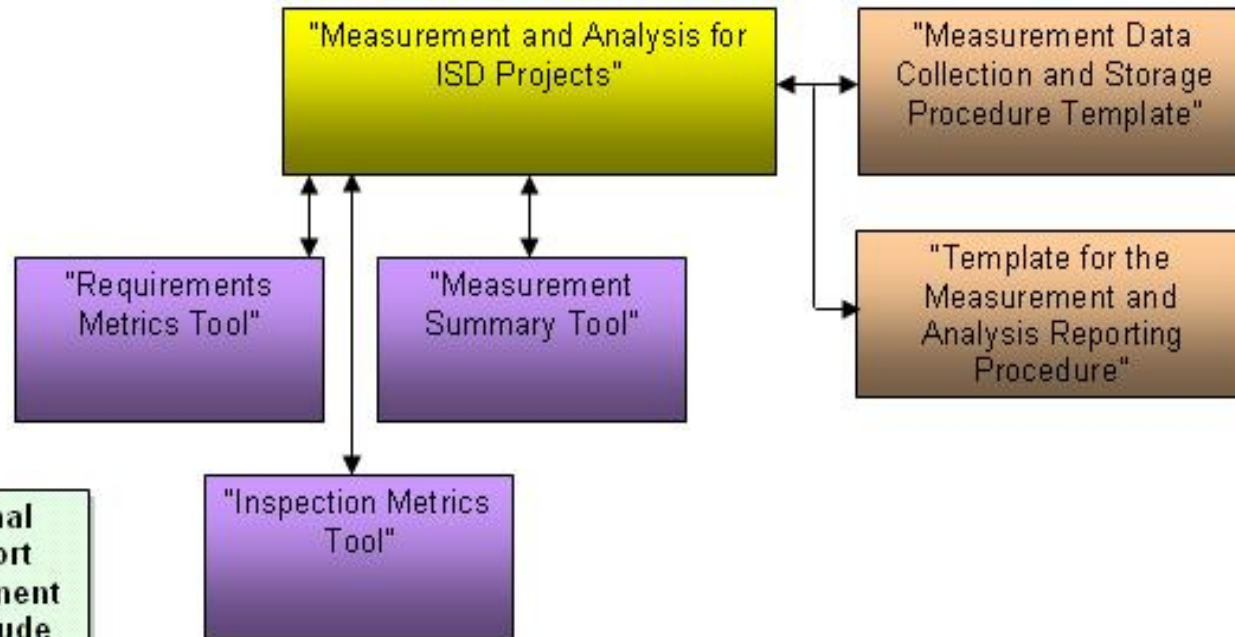 "Measurement and Analysis for
ISD Projects"
"Measurement Data
Collection and Storage
Procedure Template"
"Template for the
Measurement and
Analysis Reporting
Procedure"
"Requirements
Metrics Tool"
"Measurement
Summary Tool"
"Inspection Metrics
Tool"